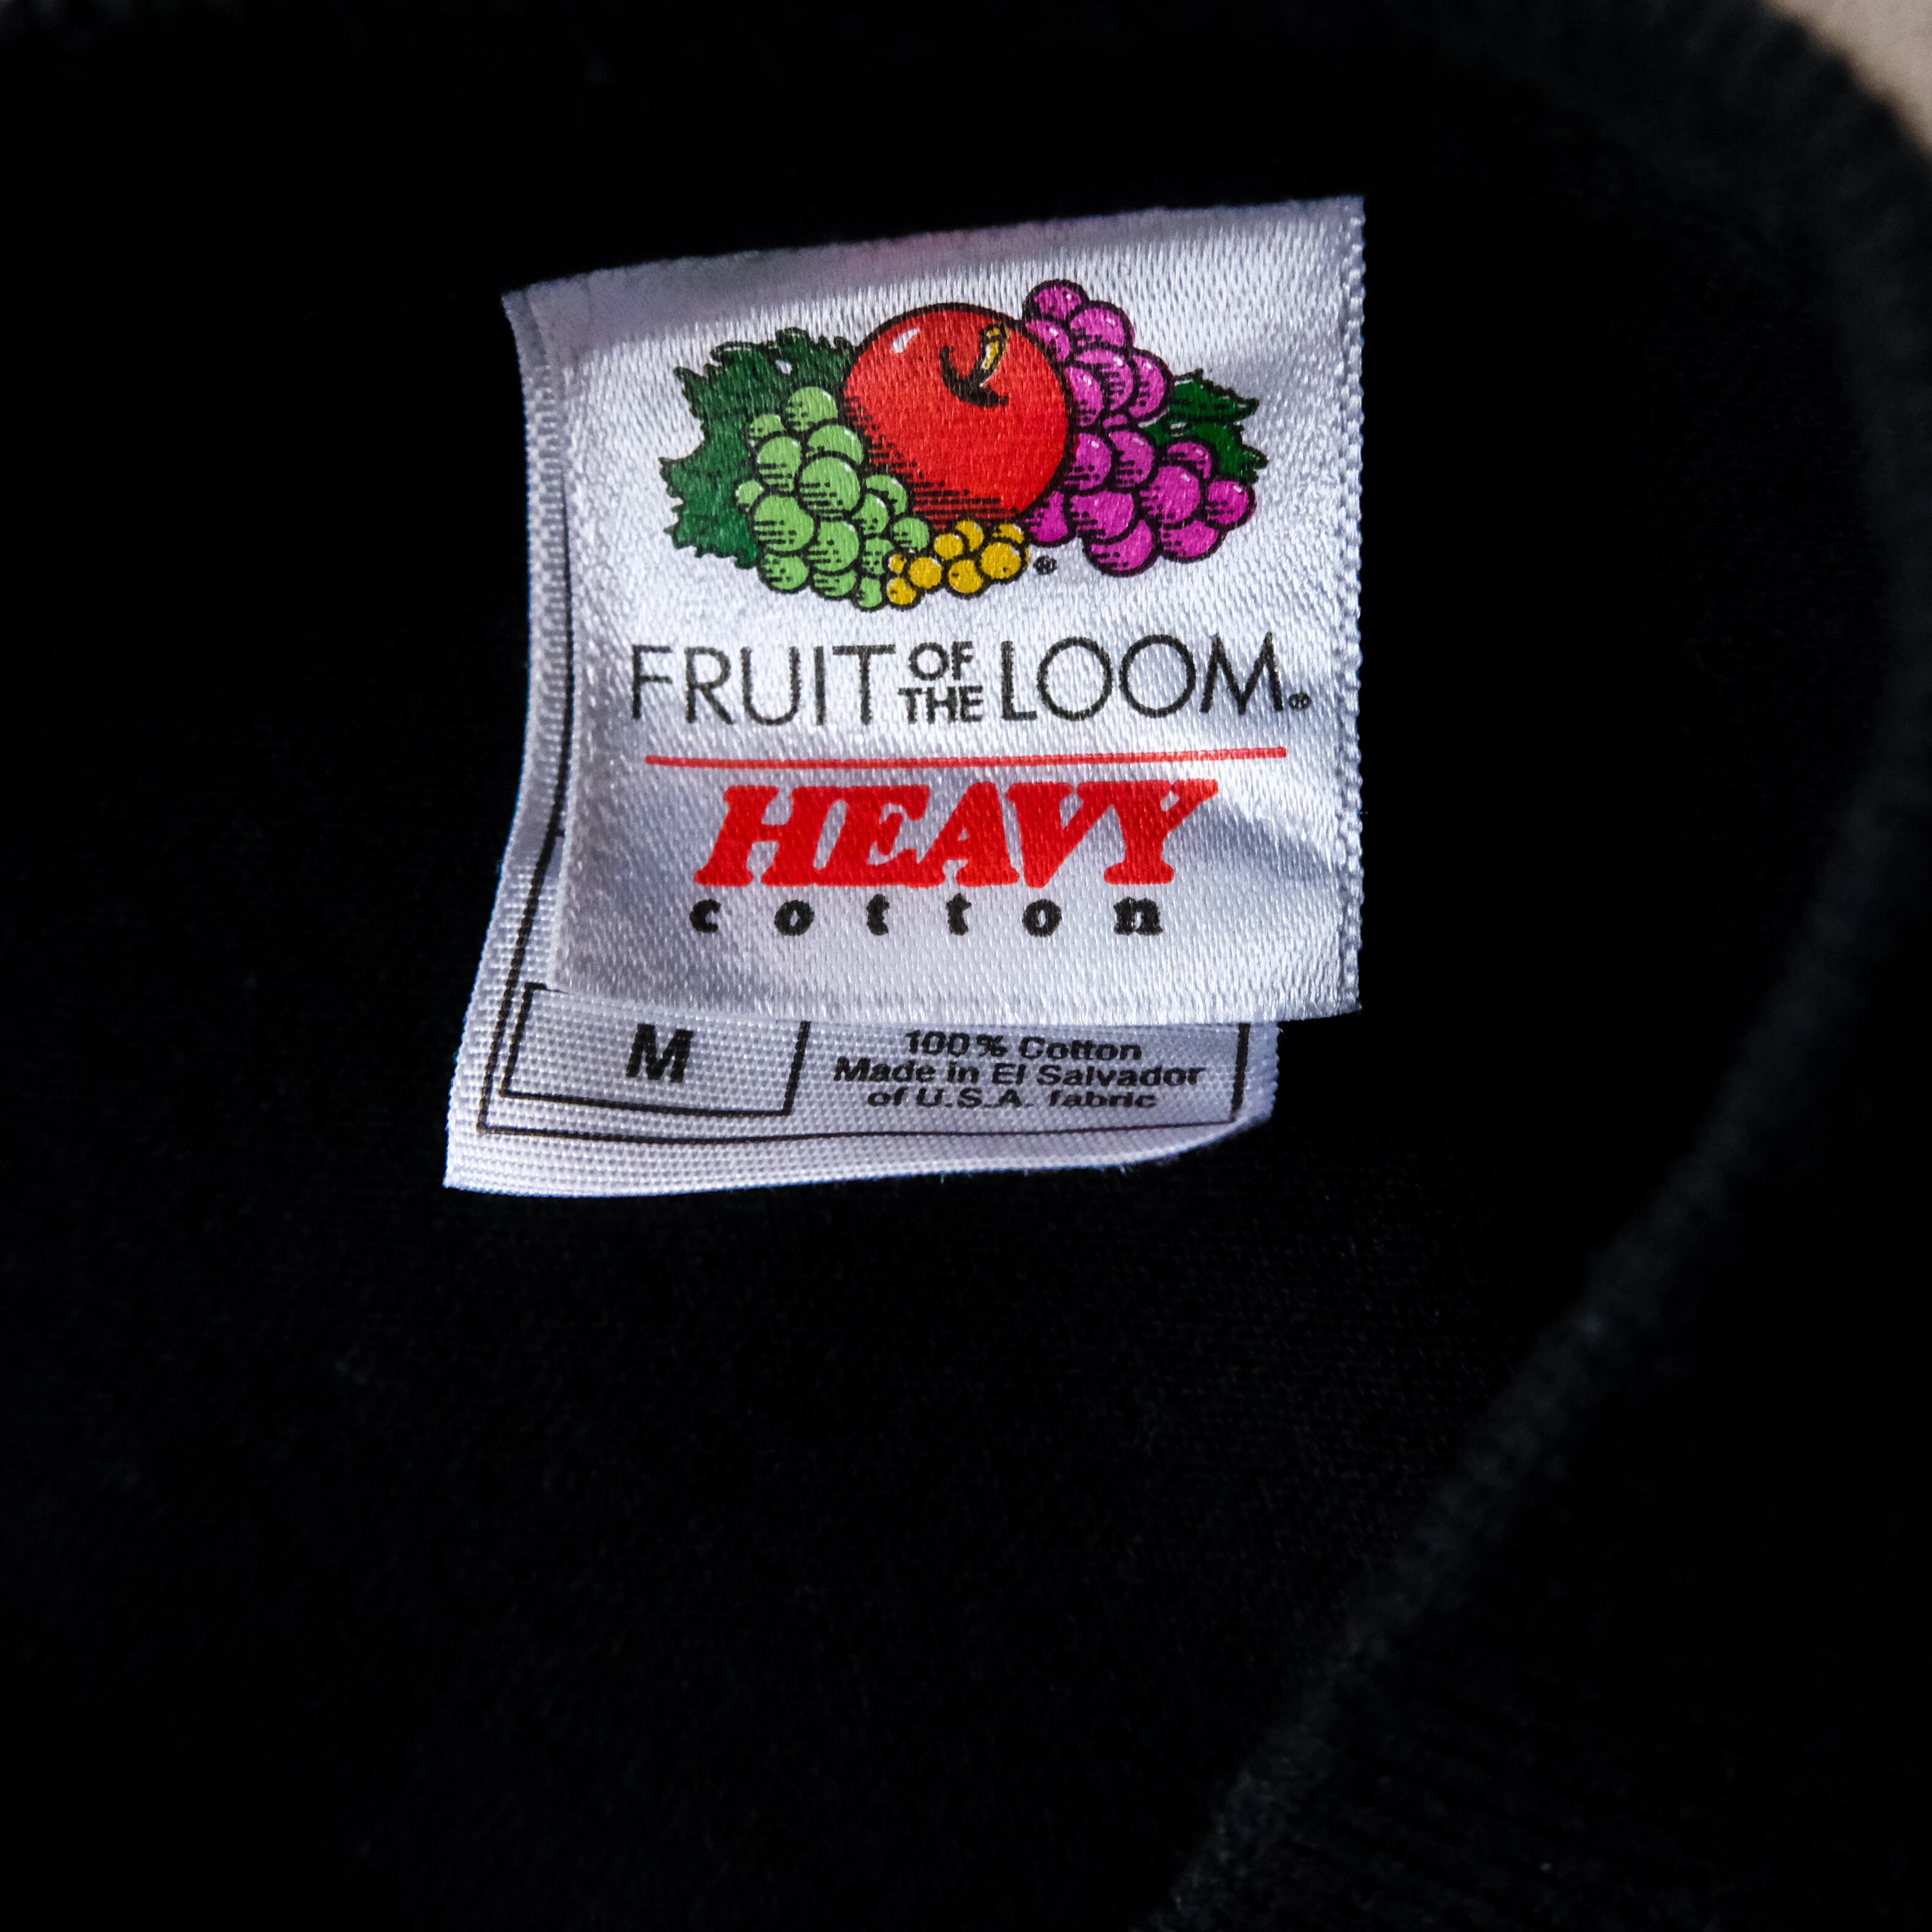 FRUIT OF THE LOOM®
HEAVY
cotton
M
100% Cotton
Made in El Salvador
of U.S.A. fabric